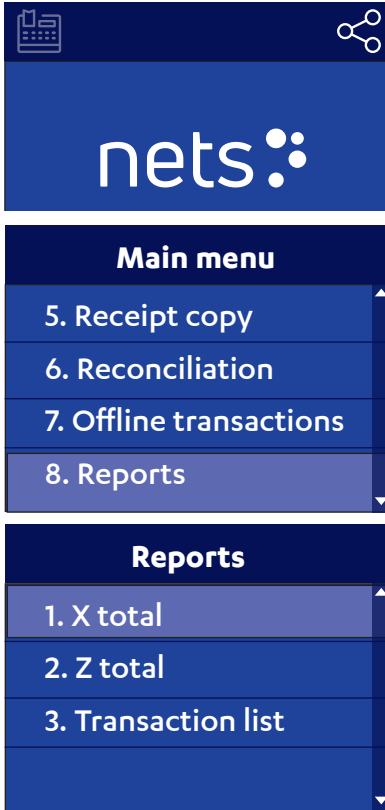 nets
Main menu
5. Receipt copy
6. Reconciliation
7. Offline transactions
8. Reports
Reports
1. X total
2. Z total
3. Transaction list